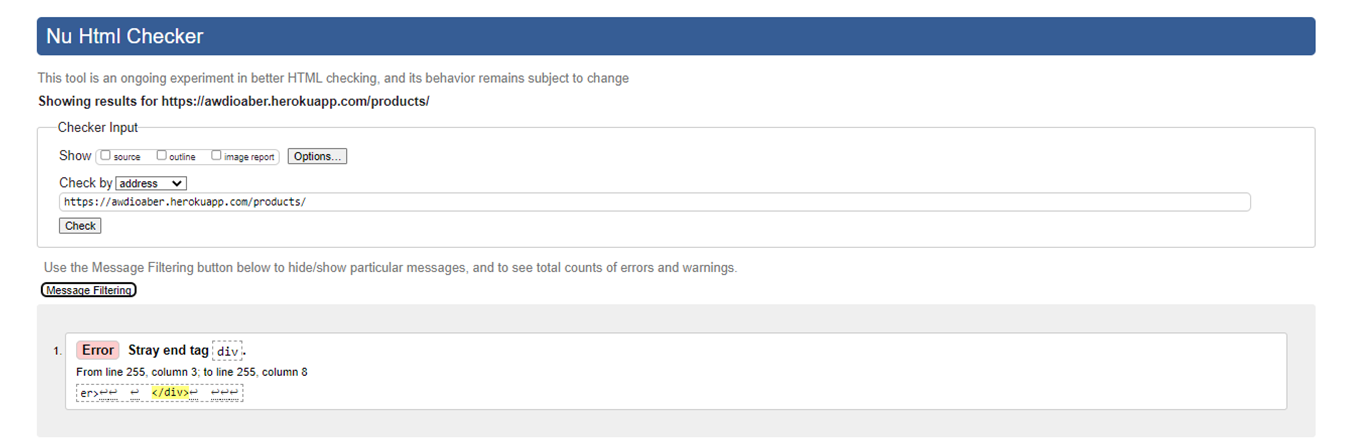 Nu Html Checker
This tool is an ongoing experiment in better HTML checking, and its behavior remains subject to change
Showing results for https://awdioaber.herokuapp.com/products/
Checker Input
Show source outline image report Options...
Check by address
https://awdioaber.herokuapp.com/products/
Check
Use the Message Filtering button below to hide/show particular messages, and to see total counts of errors and warnings.
Message Filtering
1. Error Stray end tag div.
From line 255, column 3; to line 255, column 8
er>↩↩ ↩ </div>↩ ↩↩↩